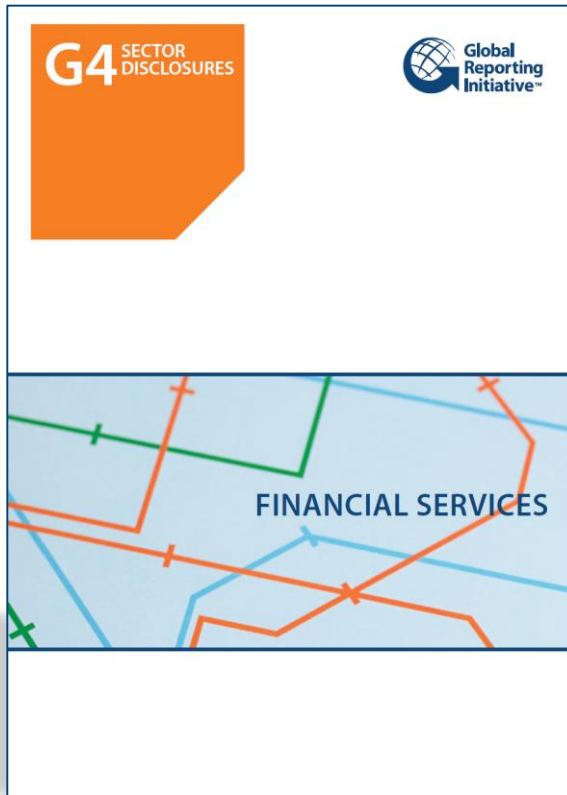 G4 SECTOR
DISCLOSURES
Global
Reporting
Initiative™
FINANCIAL SERVICES